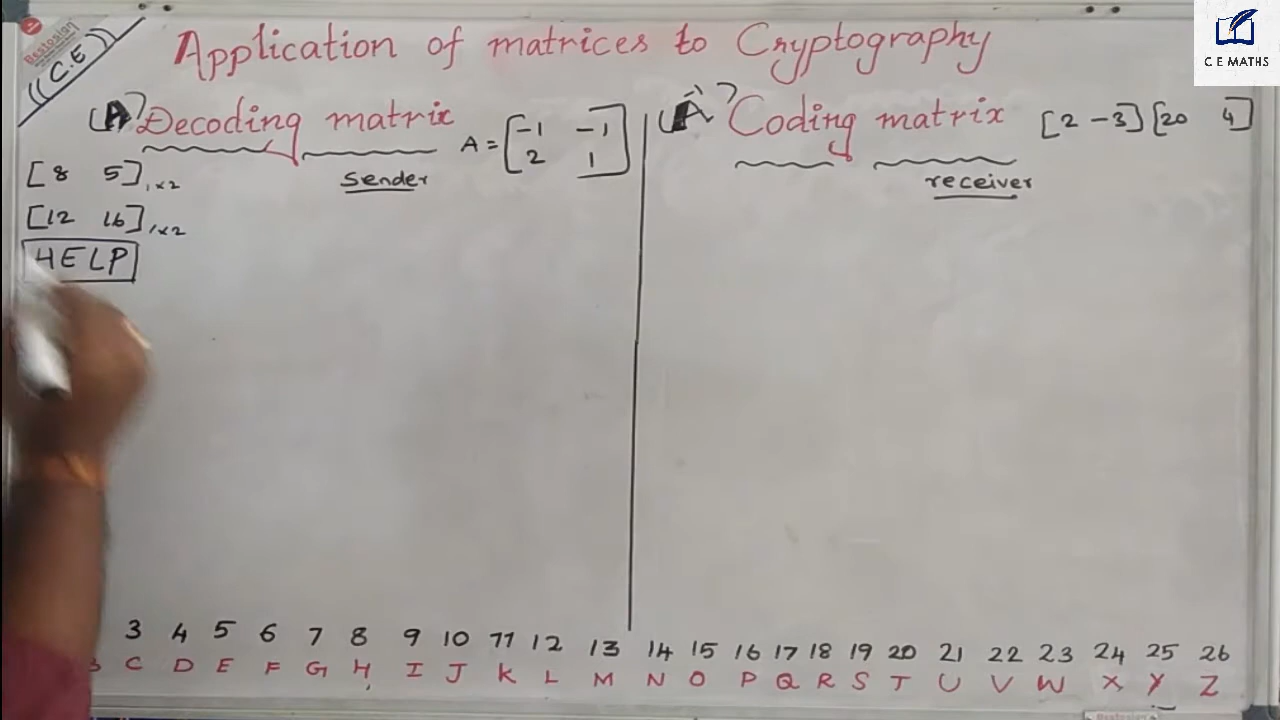 Bestosign
((C.E))
Application of matrices to Cryptography
C E MATHS
(A) Decoding matrix
A = [-1 -1
2 1]
sender
[8 5]1×2
[12 16]1×2
HELP
(A⁻¹) Coding matrix
[2 -3] [20 4]
receiver
3 4 5 6 7 8 9 10 11 12 13 14 15 16 17 18 19 20 21 22 23 24 25 26
B C D E F G H I J K L M N O P Q R S T U V W X Y Z